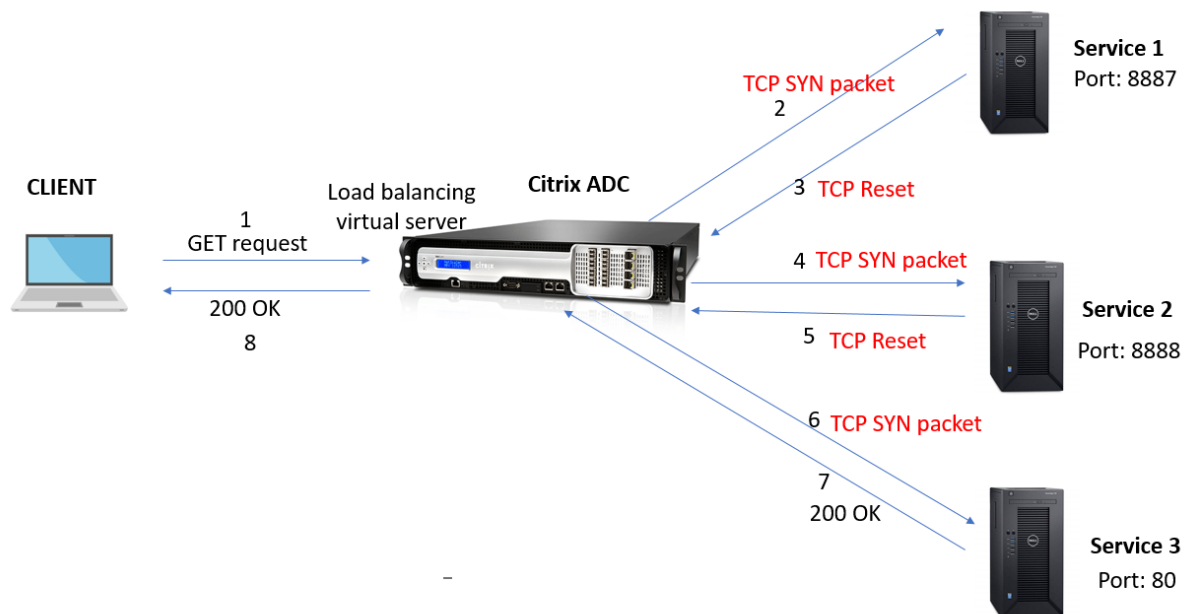 Service 1
Port: 8887
TCP SYN packet
2
CLIENT
Load balancing
virtual server
Citrix ADC
3 TCP Reset
1
GET request
4 TCP SYN packet
200 OK
8
5 TCP Reset
Service 2
Port: 8888
6 TCP SYN packet
7
200 OK
Service 3
Port: 80